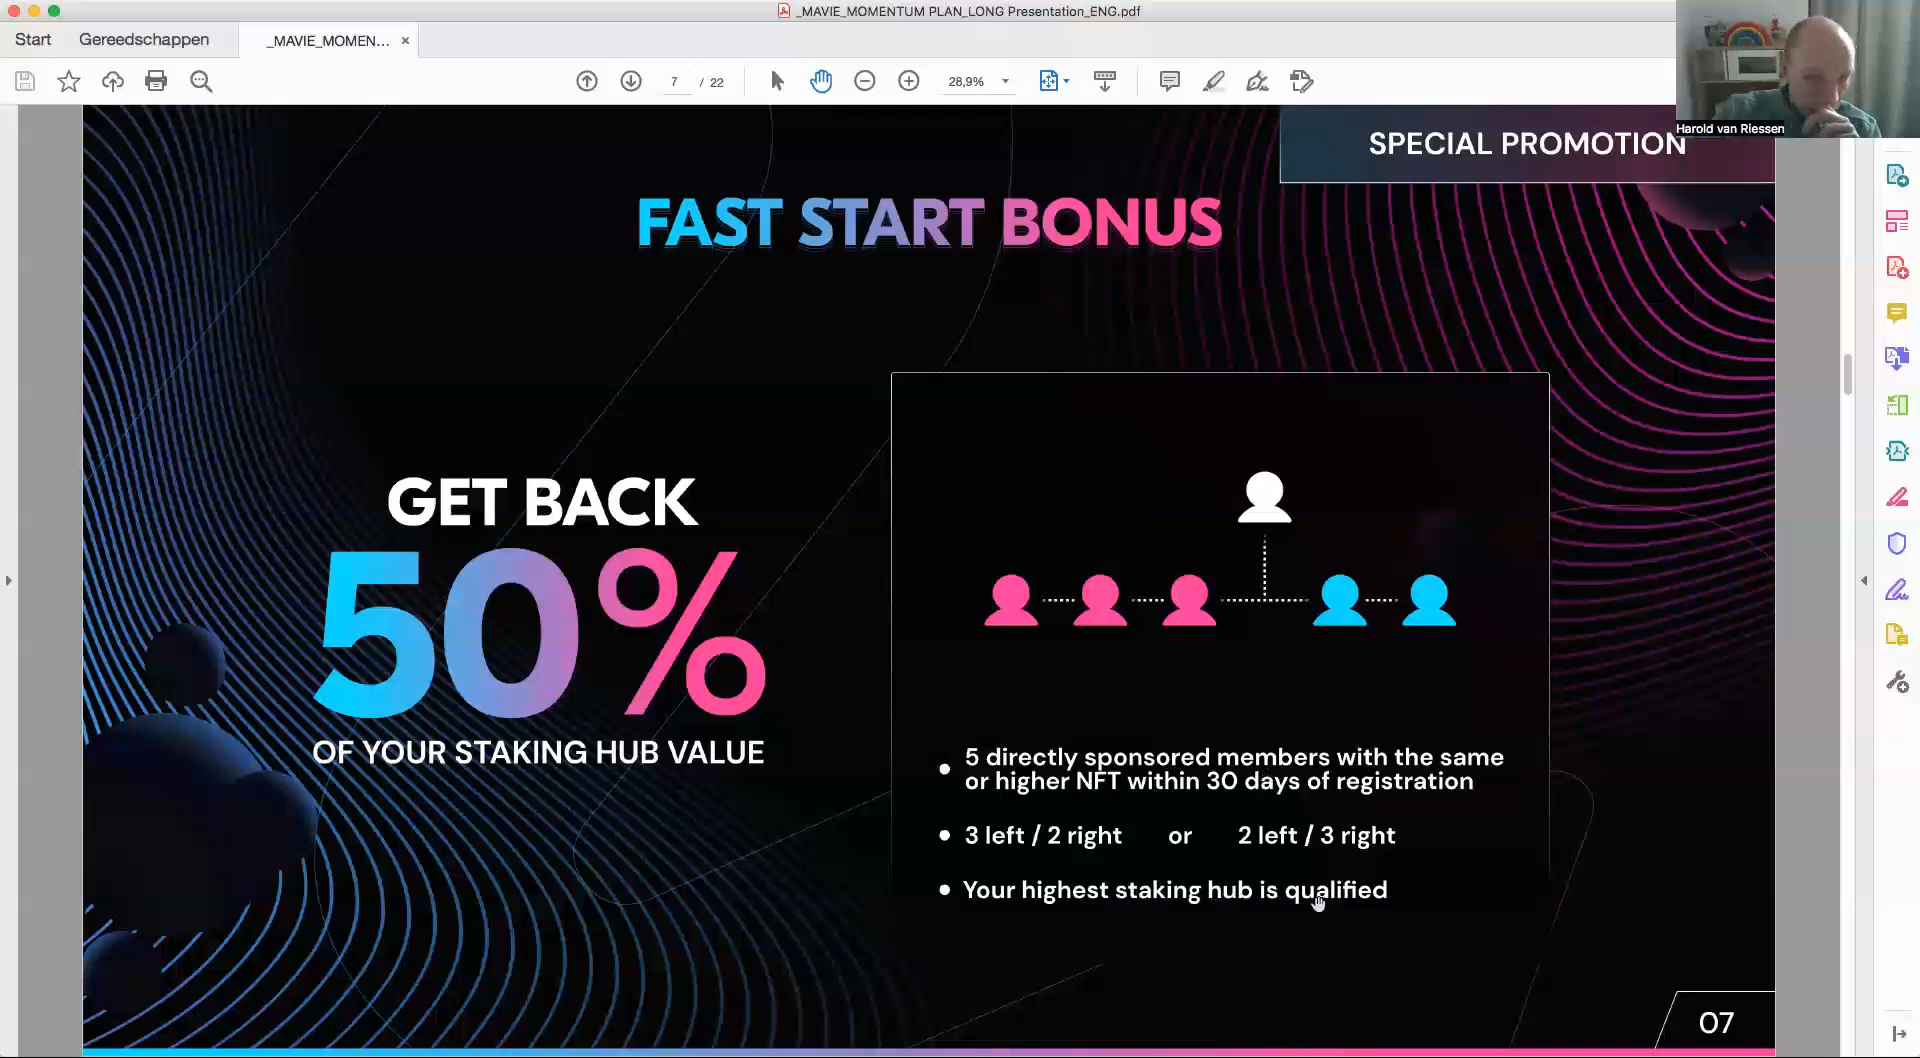 _MAVIE_MOMENTUM PLAN_LONG Presentation_ENG.pdf
Start
Gereedschappen
_MAVIE_MOMEN...
7 / 22
28,9%
Harold van Riessen
SPECIAL PROMOTION
FAST START BONUS
GET BACK
50%
OF YOUR STAKING HUB VALUE
5 directly sponsored members with the same
or higher NFT within 30 days of registration
3 left / 2 right or 2 left / 3 right
Your highest staking hub is qualified
07